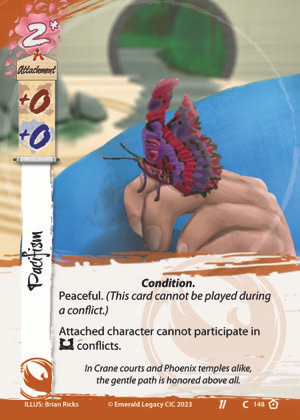 2
Attachment
+0
+0
Pacifism
Condition.
Peaceful. (This card cannot be played during
a conflict.)
Attached character cannot participate in
conflicts.
In Crane courts and Phoenix temples alike,
the gentle path is honored above all.
ILLUS: Brian Ricks © Emerald Legacy CIC 2023 C 148